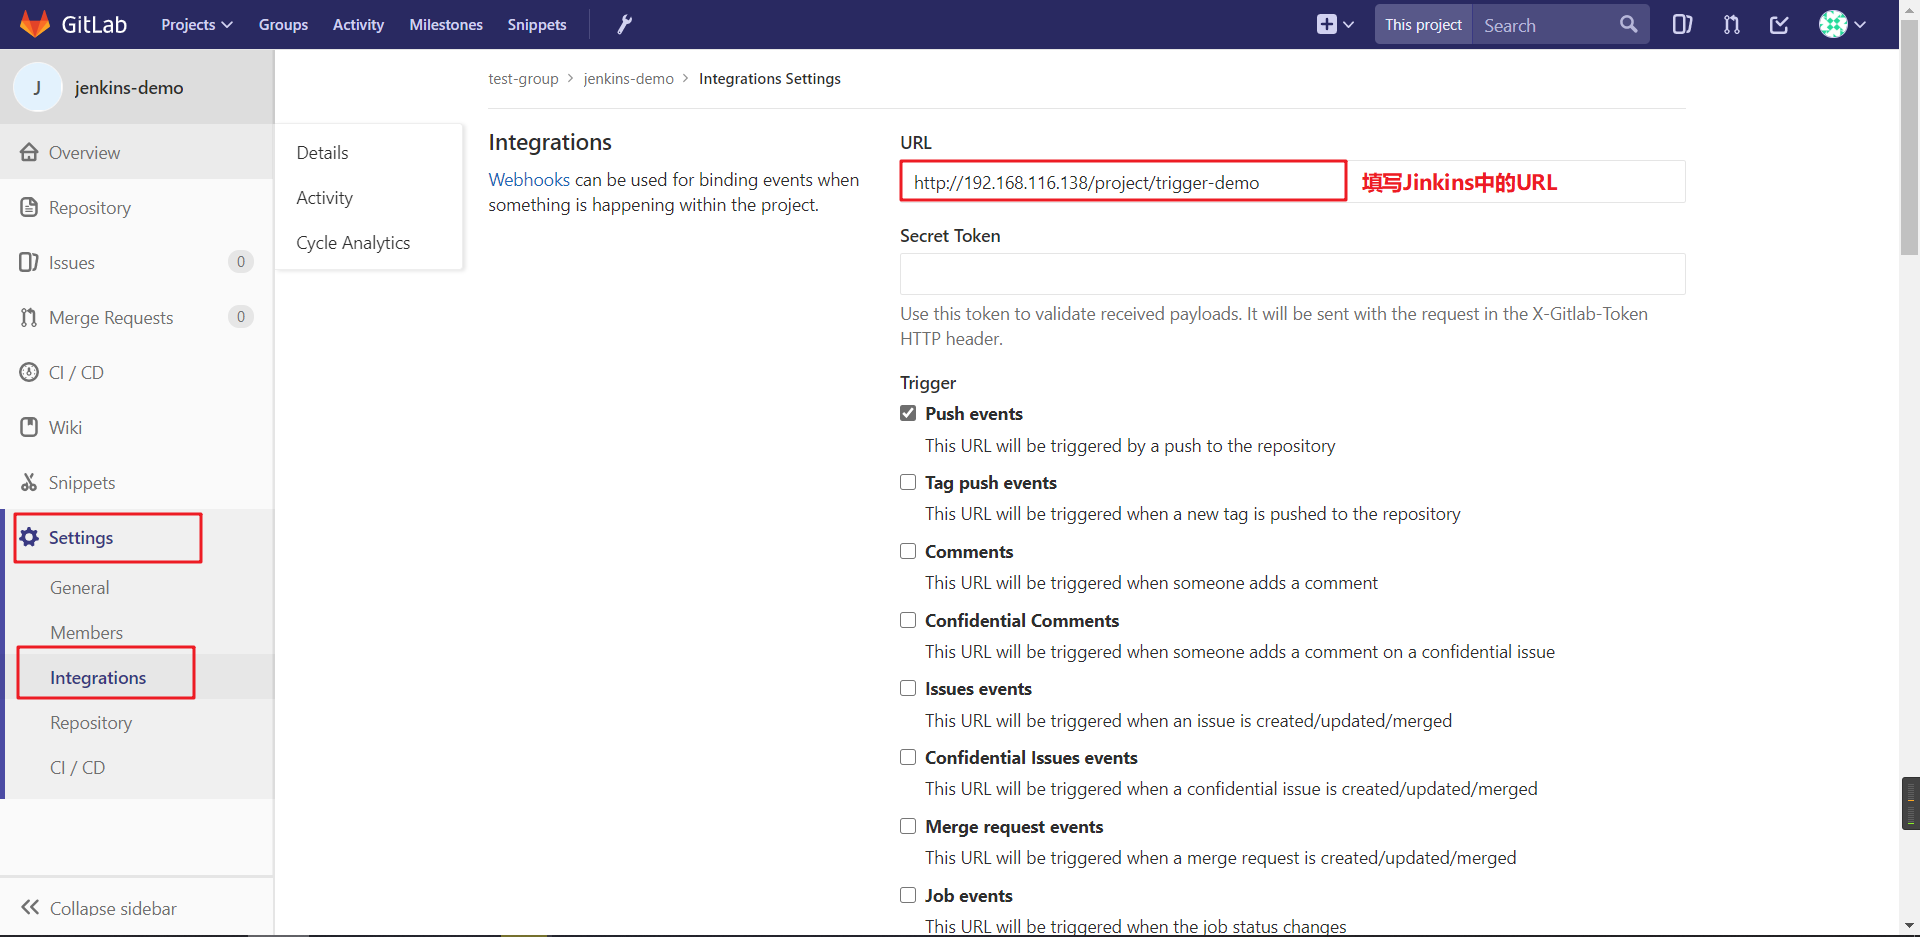 GitLab Projects Groups Activity Milestones Snippets This project Search
J jenkins-demo
Overview
Repository
Issues 0
Merge Requests 0
CI / CD
Wiki
Snippets
Settings
General
Members
Integrations
Repository
CI / CD
Collapse sidebar
Details
Activity
Cycle Analytics
test-group > jenkins-demo > Integrations Settings
Integrations
Webhooks can be used for binding events when
something is happening within the project.
URL
http://192.168.116.138/project/trigger-demo 填写Jinkins中的URL
Secret Token
Use this token to validate received payloads. It will be sent with the request in the X-Gitlab-Token
HTTP header.
Trigger
Push events
This URL will be triggered by a push to the repository
Tag push events
This URL will be triggered when a new tag is pushed to the repository
Comments
This URL will be triggered when someone adds a comment
Confidential Comments
This URL will be triggered when someone adds a comment on a confidential issue
Issues events
This URL will be triggered when an issue is created/updated/merged
Confidential Issues events
This URL will be triggered when a confidential issue is created/updated/merged
Merge request events
This URL will be triggered when a merge request is created/updated/merged
Job events
This URL will be triggered when the job status changes